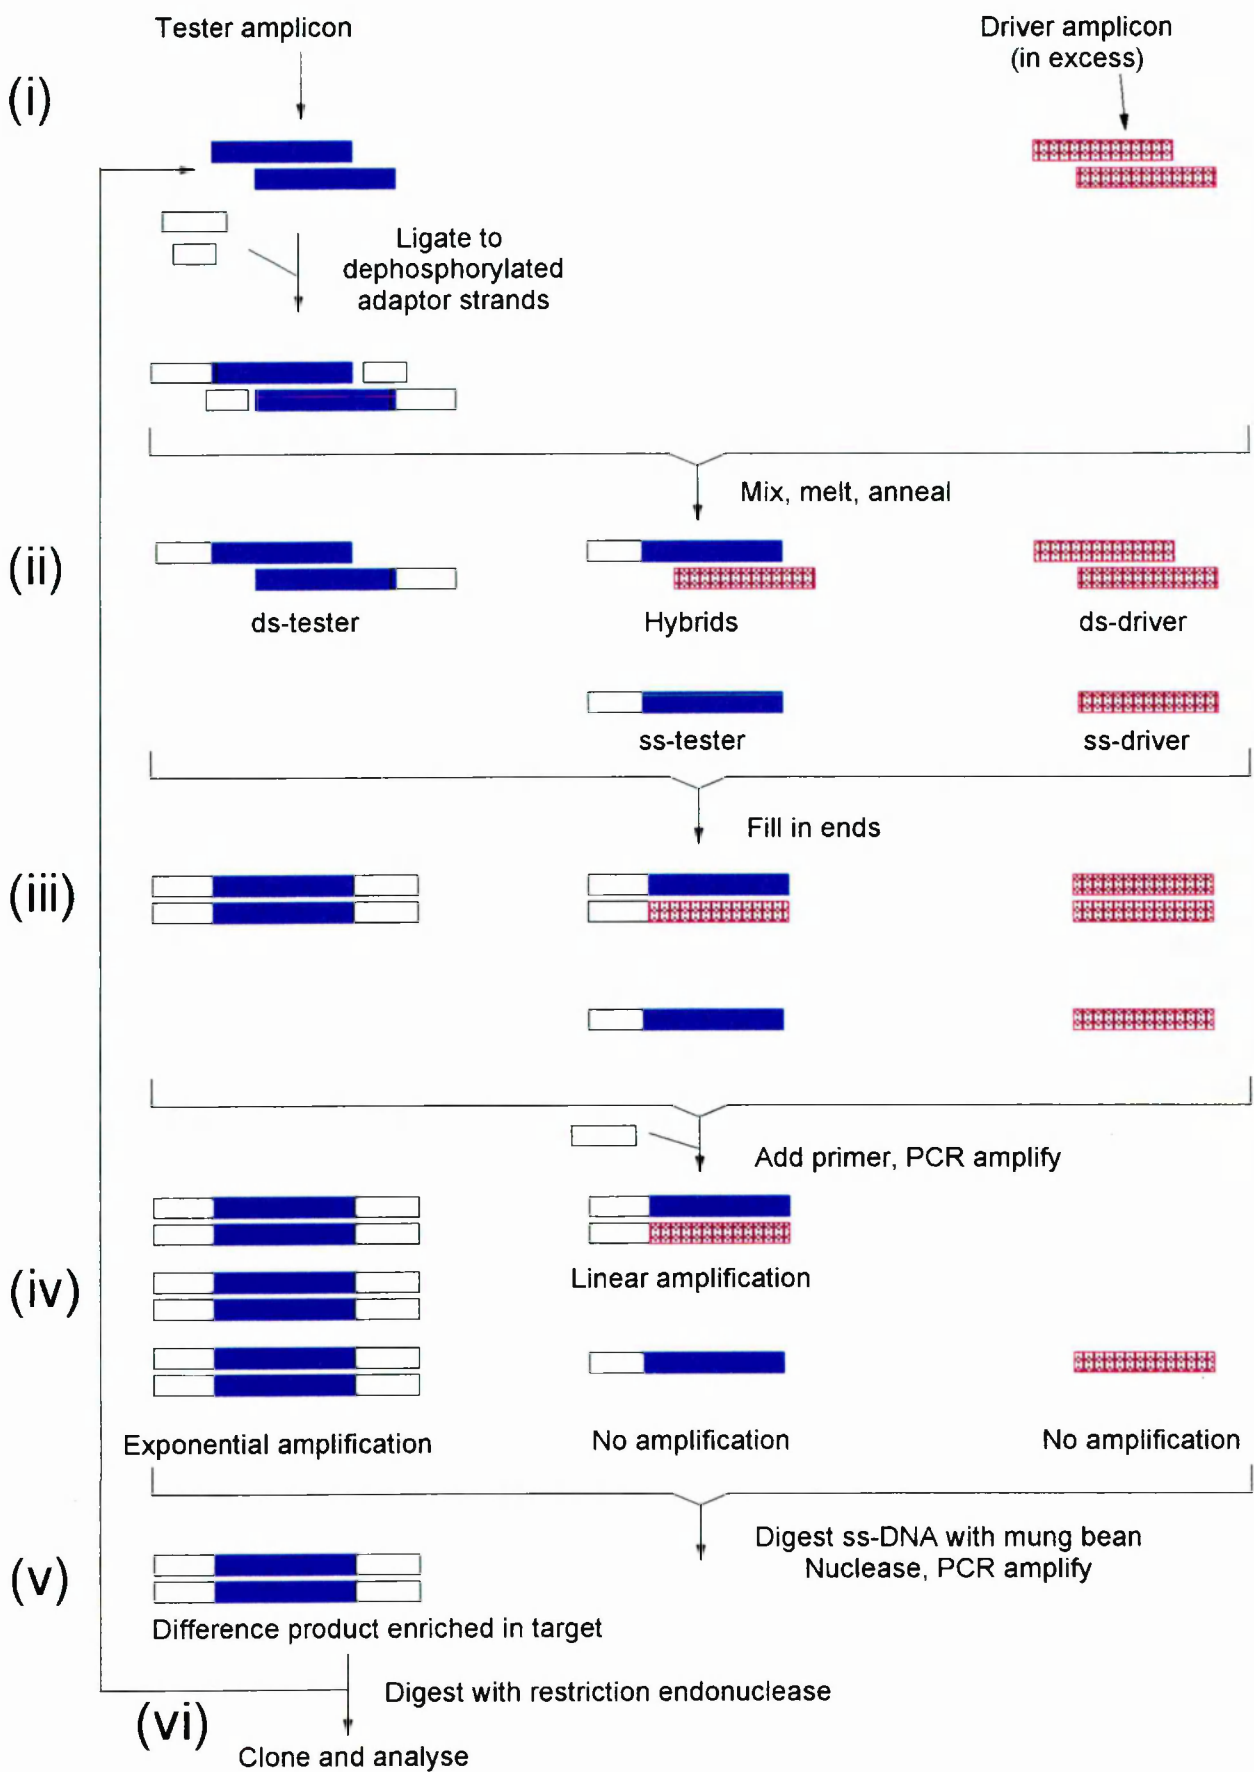 Tester amplicon
Driver amplicon
(in excess)
(i)
Ligate to
dephosphorylated
adaptor strands
Mix, melt, anneal
(ii)
ds-tester
Hybrids
ds-driver
ss-tester
ss-driver
Fill in ends
(iii)
Add primer, PCR amplify
(iv)
Linear amplification
Exponential amplification
No amplification
No amplification
Digest ss-DNA with mung bean
Nuclease, PCR amplify
(v)
Difference product enriched in target
Digest with restriction endonuclease
(vi)
Clone and analyse